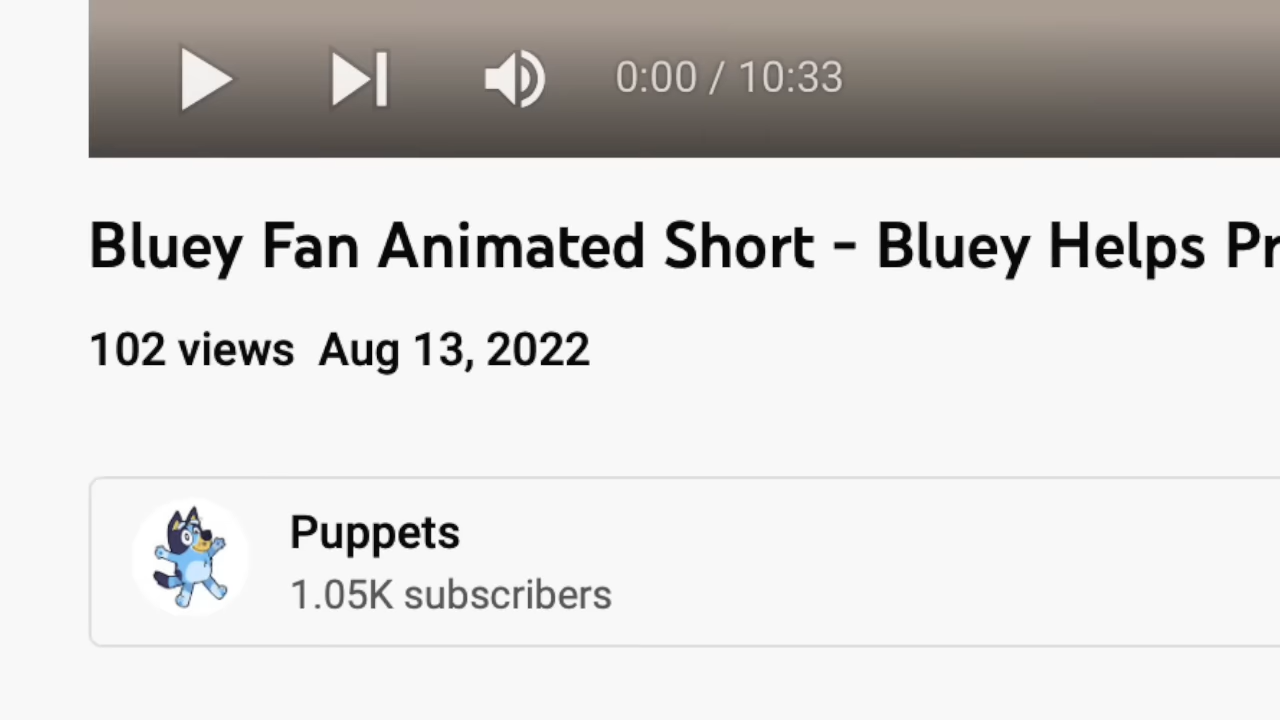 0:00 / 10:33
Bluey Fan Animated Short - Bluey Helps
102 views Aug 13, 2022
Puppets
1.05K subscribers